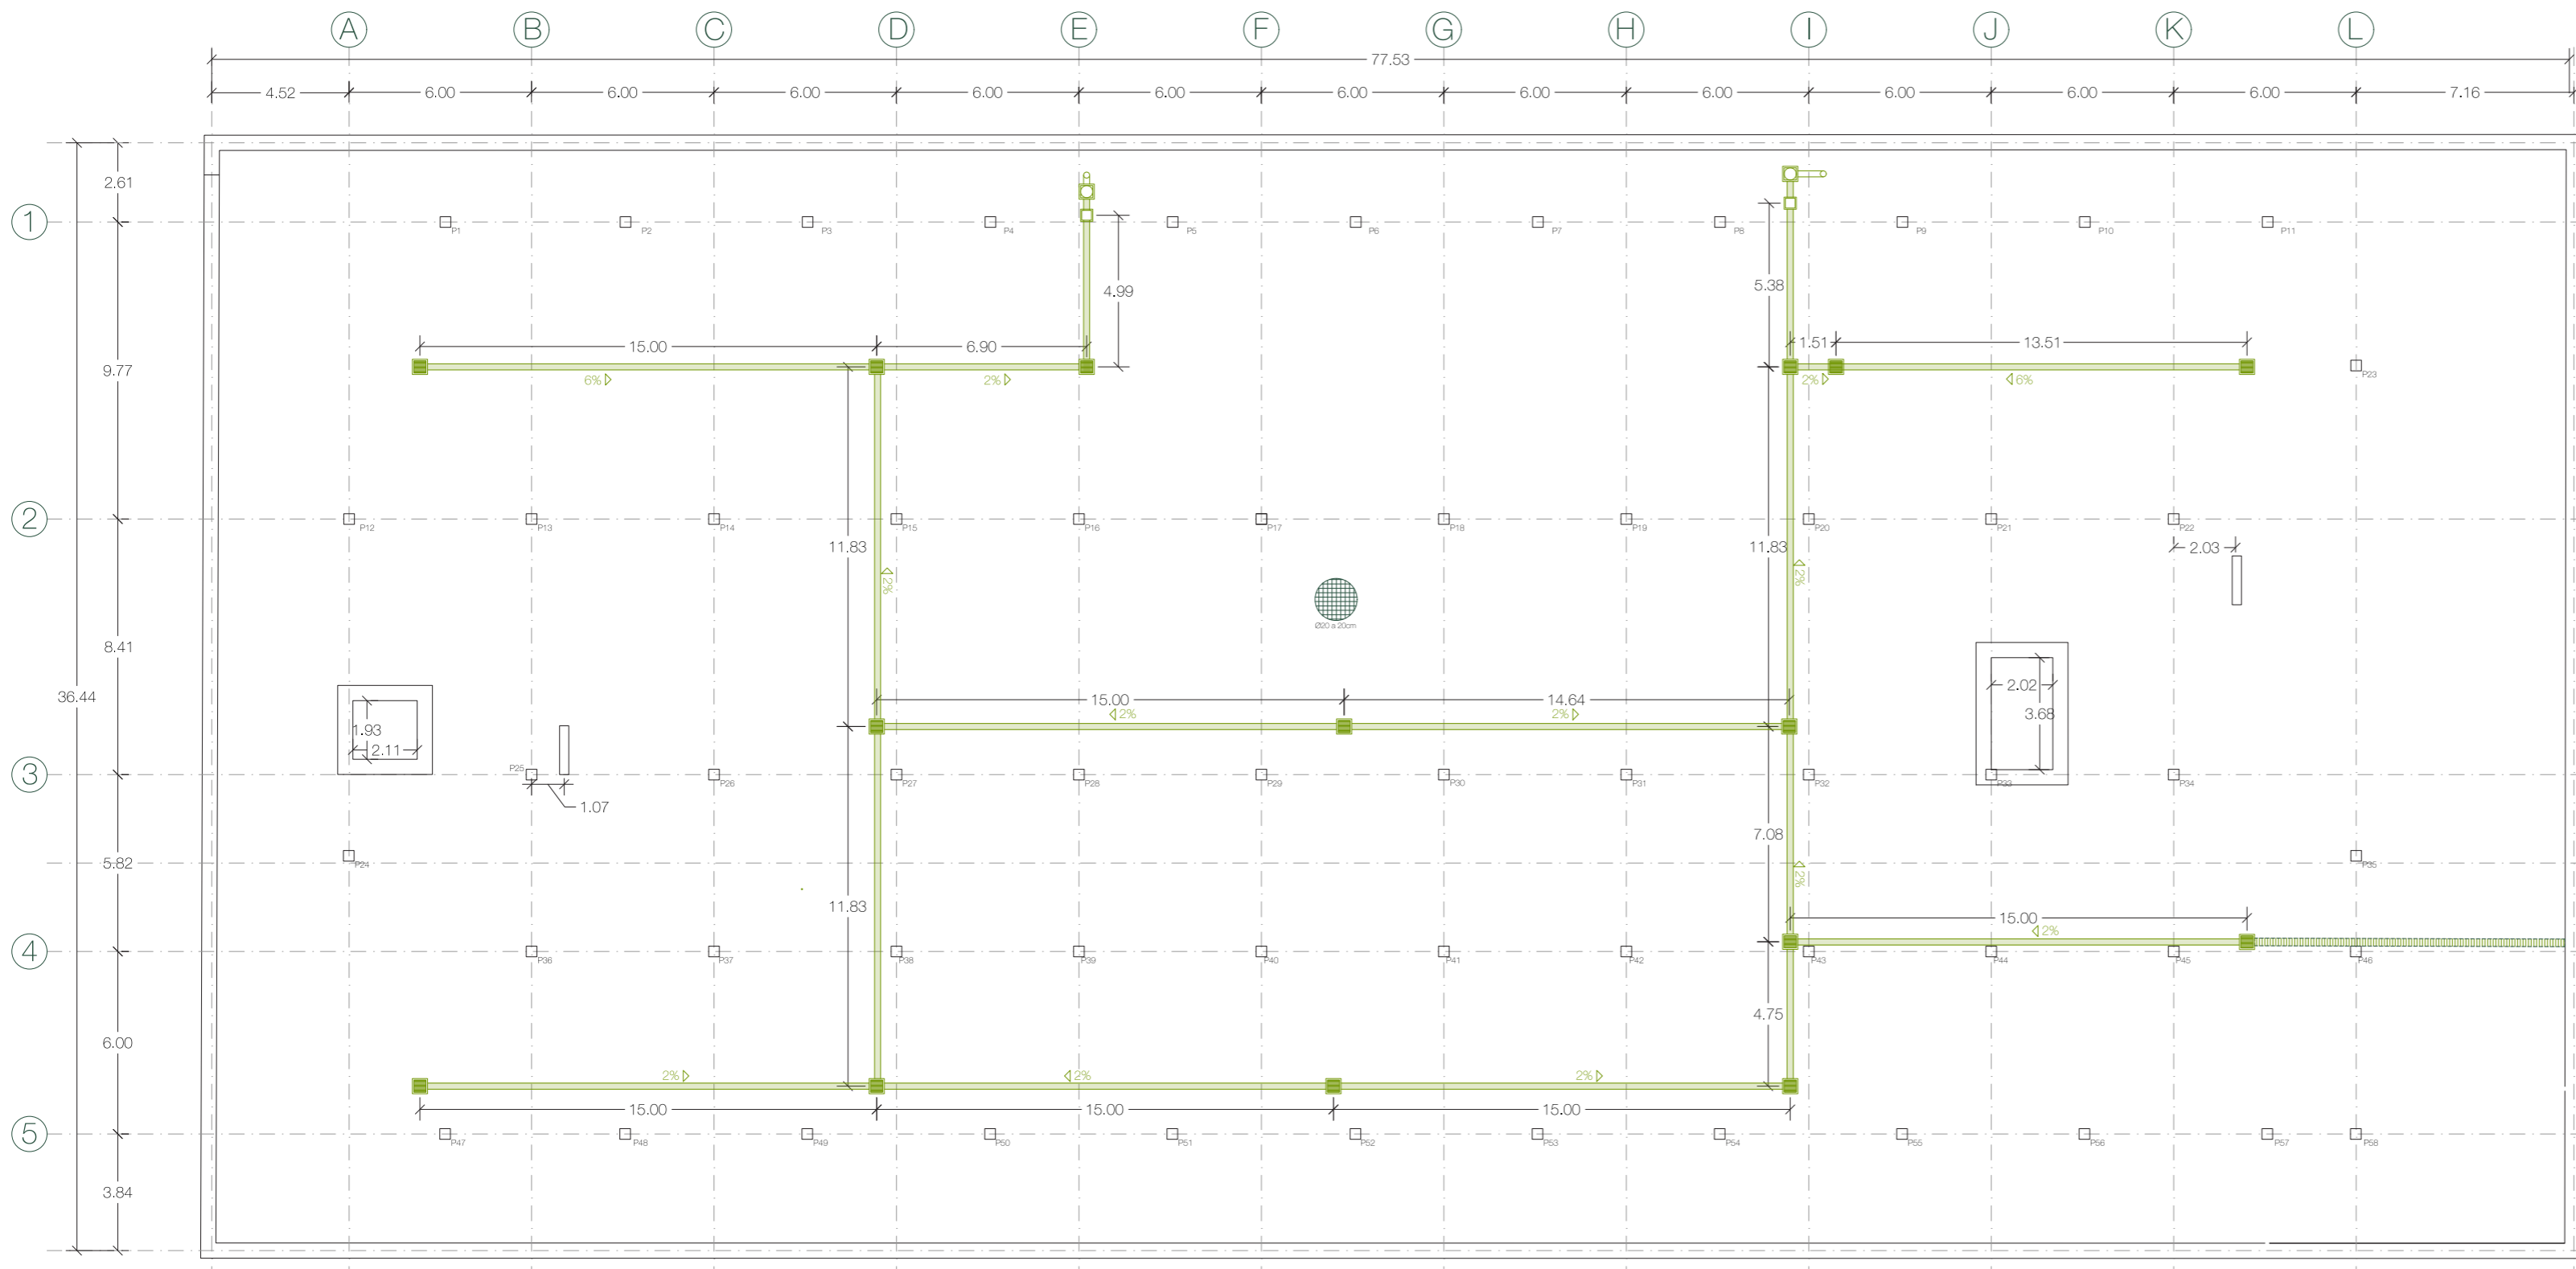 A B C D E F G H I J K L
77.53
4.52 6.00 6.00 6.00 6.00 6.00 6.00 6.00 6.00 6.00 6.00 6.00 7.16
2.61
1
P1 P2 P3 P4 P5 P6 P7 P8 P9 P10 P11
4.99
5.38
15.00 6.90 1.51 13.51
9.77
6% 2% 2% 6%
P23
2
P12 P13 P14 P15 P16 P17 P18 P19 P20 P21 P22
11.83 11.83 2.03
2% 2%
Ø20 a 20cm
8.41
36.44
15.00 14.64
2% 2%
2.02
3.68
1.93
2.11
3
P25 P26 P27 P28 P29 P30 P31 P32 P33 P34
1.07
7.08
5.82
P24 P35
2%
11.83
15.00
2%
4
P36 P37 P38 P39 P40 P41 P42 P43 P44 P45 P46
4.75
6.00
2% 2% 2%
15.00 15.00 15.00
5
P47 P48 P49 P50 P51 P52 P53 P54 P55 P56 P57 P58
3.84